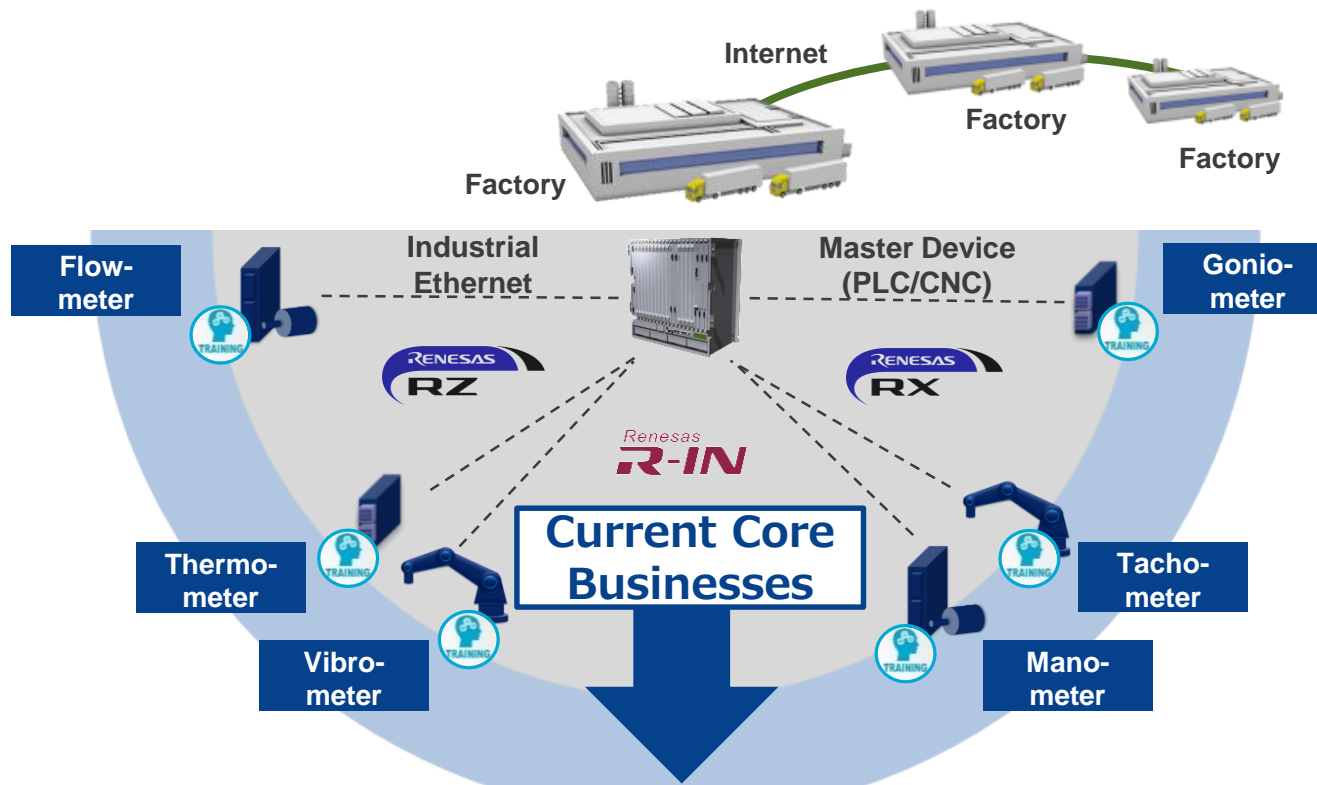 Internet
Factory
Factory
Factory
Industrial
Ethernet
Master Device
(PLC/CNC)
Flow-
meter
Gonio-
meter
TRAINING
TRAINING
RENESAS
RZ
RENESAS
RX
Renesas
R-IN
Current Core
Businesses
Thermo-
meter
TRAINING
Tacho-
meter
TRAINING
Vibro-
meter
TRAINING
Mano-
meter
TRAINING